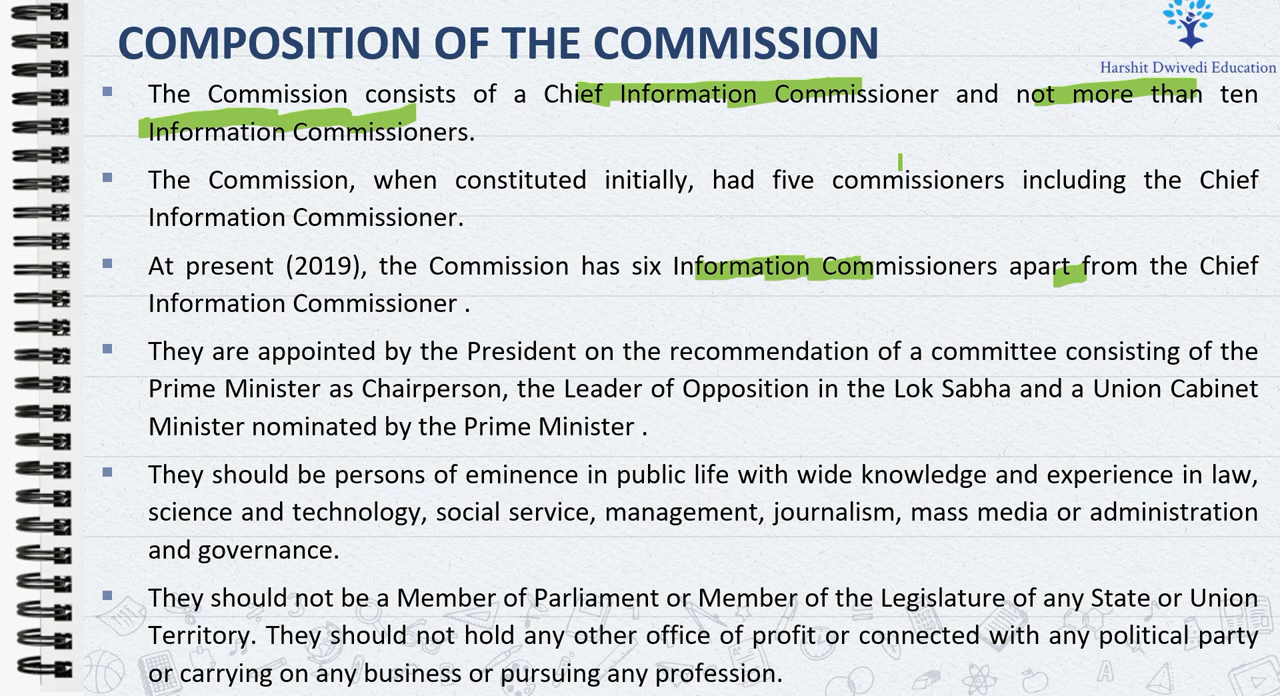 COMPOSITION OF THE COMMISSION
Harshit Dwivedi Education
▪ The Commission consists of a Chief Information Commissioner and not more than ten
Information Commissioners.
▪ The Commission, when constituted initially, had five commissioners including the Chief
Information Commissioner.
▪ At present (2019), the Commission has six Information Commissioners apart from the Chief
Information Commissioner .
▪ They are appointed by the President on the recommendation of a committee consisting of the
Prime Minister as Chairperson, the Leader of Opposition in the Lok Sabha and a Union Cabinet
Minister nominated by the Prime Minister .
▪ They should be persons of eminence in public life with wide knowledge and experience in law,
science and technology, social service, management, journalism, mass media or administration
and governance.
▪ They should not be a Member of Parliament or Member of the Legislature of any State or Union
Territory. They should not hold any other office of profit or connected with any political party
or carrying on any business or pursuing any profession.